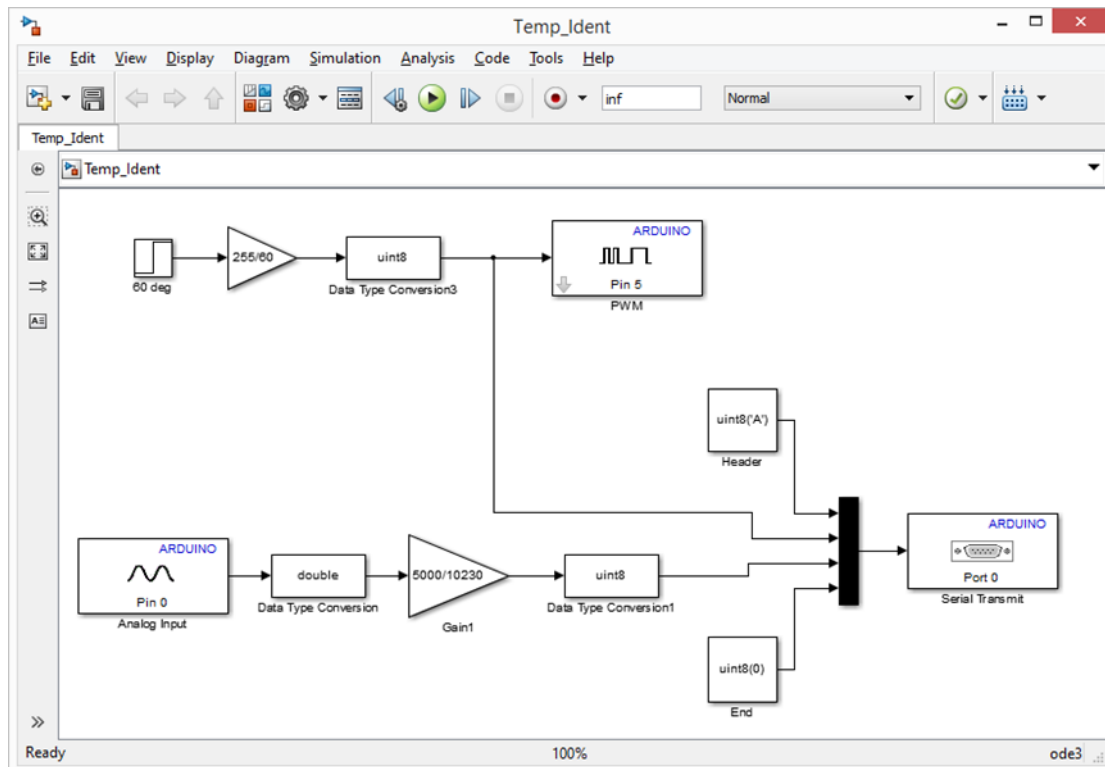 Temp_Ident
File Edit View Display Diagram Simulation Analysis Code Tools Help
inf Normal
Temp_Ident
Temp_Ident
60 deg
255/60
uint8
Data Type Conversion3
ARDUINO
Pin 5
PWM
uint8('A')
Header
ARDUINO
Pin 0
Analog Input
double
Data Type Conversion
5000/10230
Gain1
uint8
Data Type Conversion1
ARDUINO
Port 0
Serial Transmit
uint8(0)
End
Ready 100% ode3